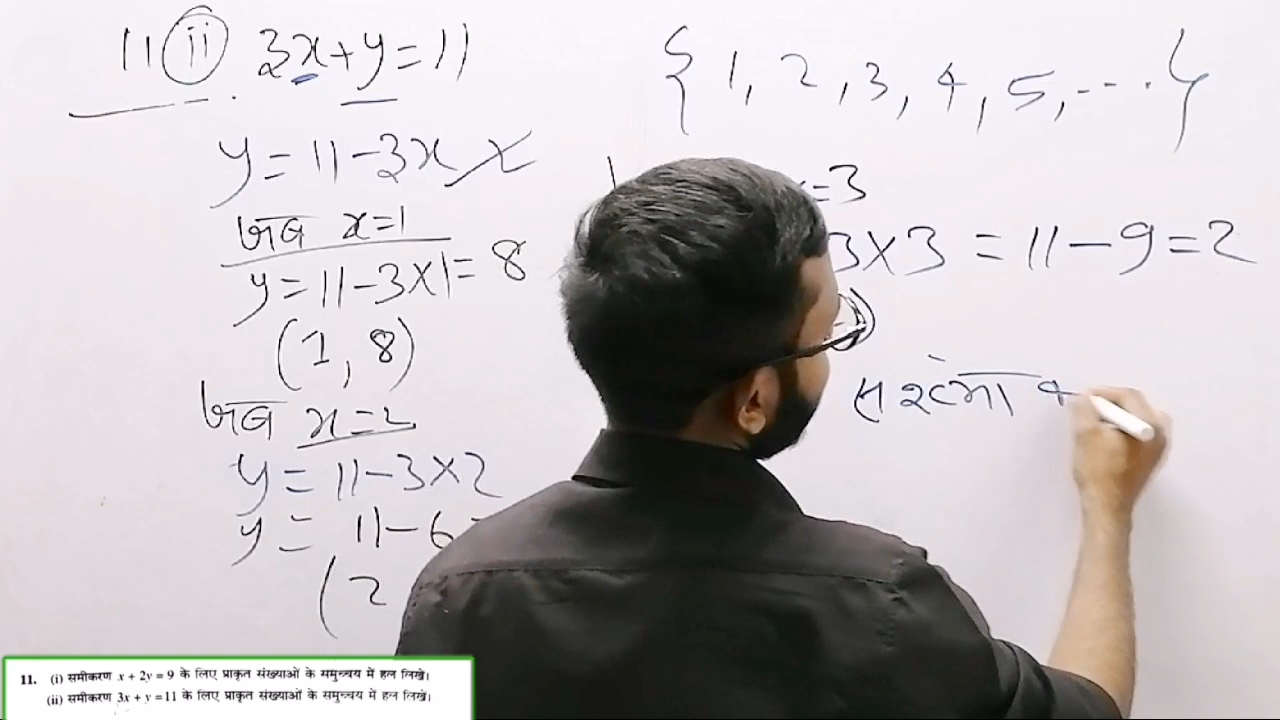 11 (ii) 3x+y=11
y=11-3x
जब x=1
y=11-3×1=8
(1, 8)
जब x=2
y=11-3×2
y=11-6=
(2
{1, 2, 3, 4, 5, ....}
x=3
3×3=11-9=2
11. (i) समीकरण x + 2y = 9 के लिए प्राकृत संख्याओं के समुच्चय में हल लिखें।
(ii) समीकरण 3x + y = 11 के लिए प्राकृत संख्याओं के समुच्चय में हल लिखें।